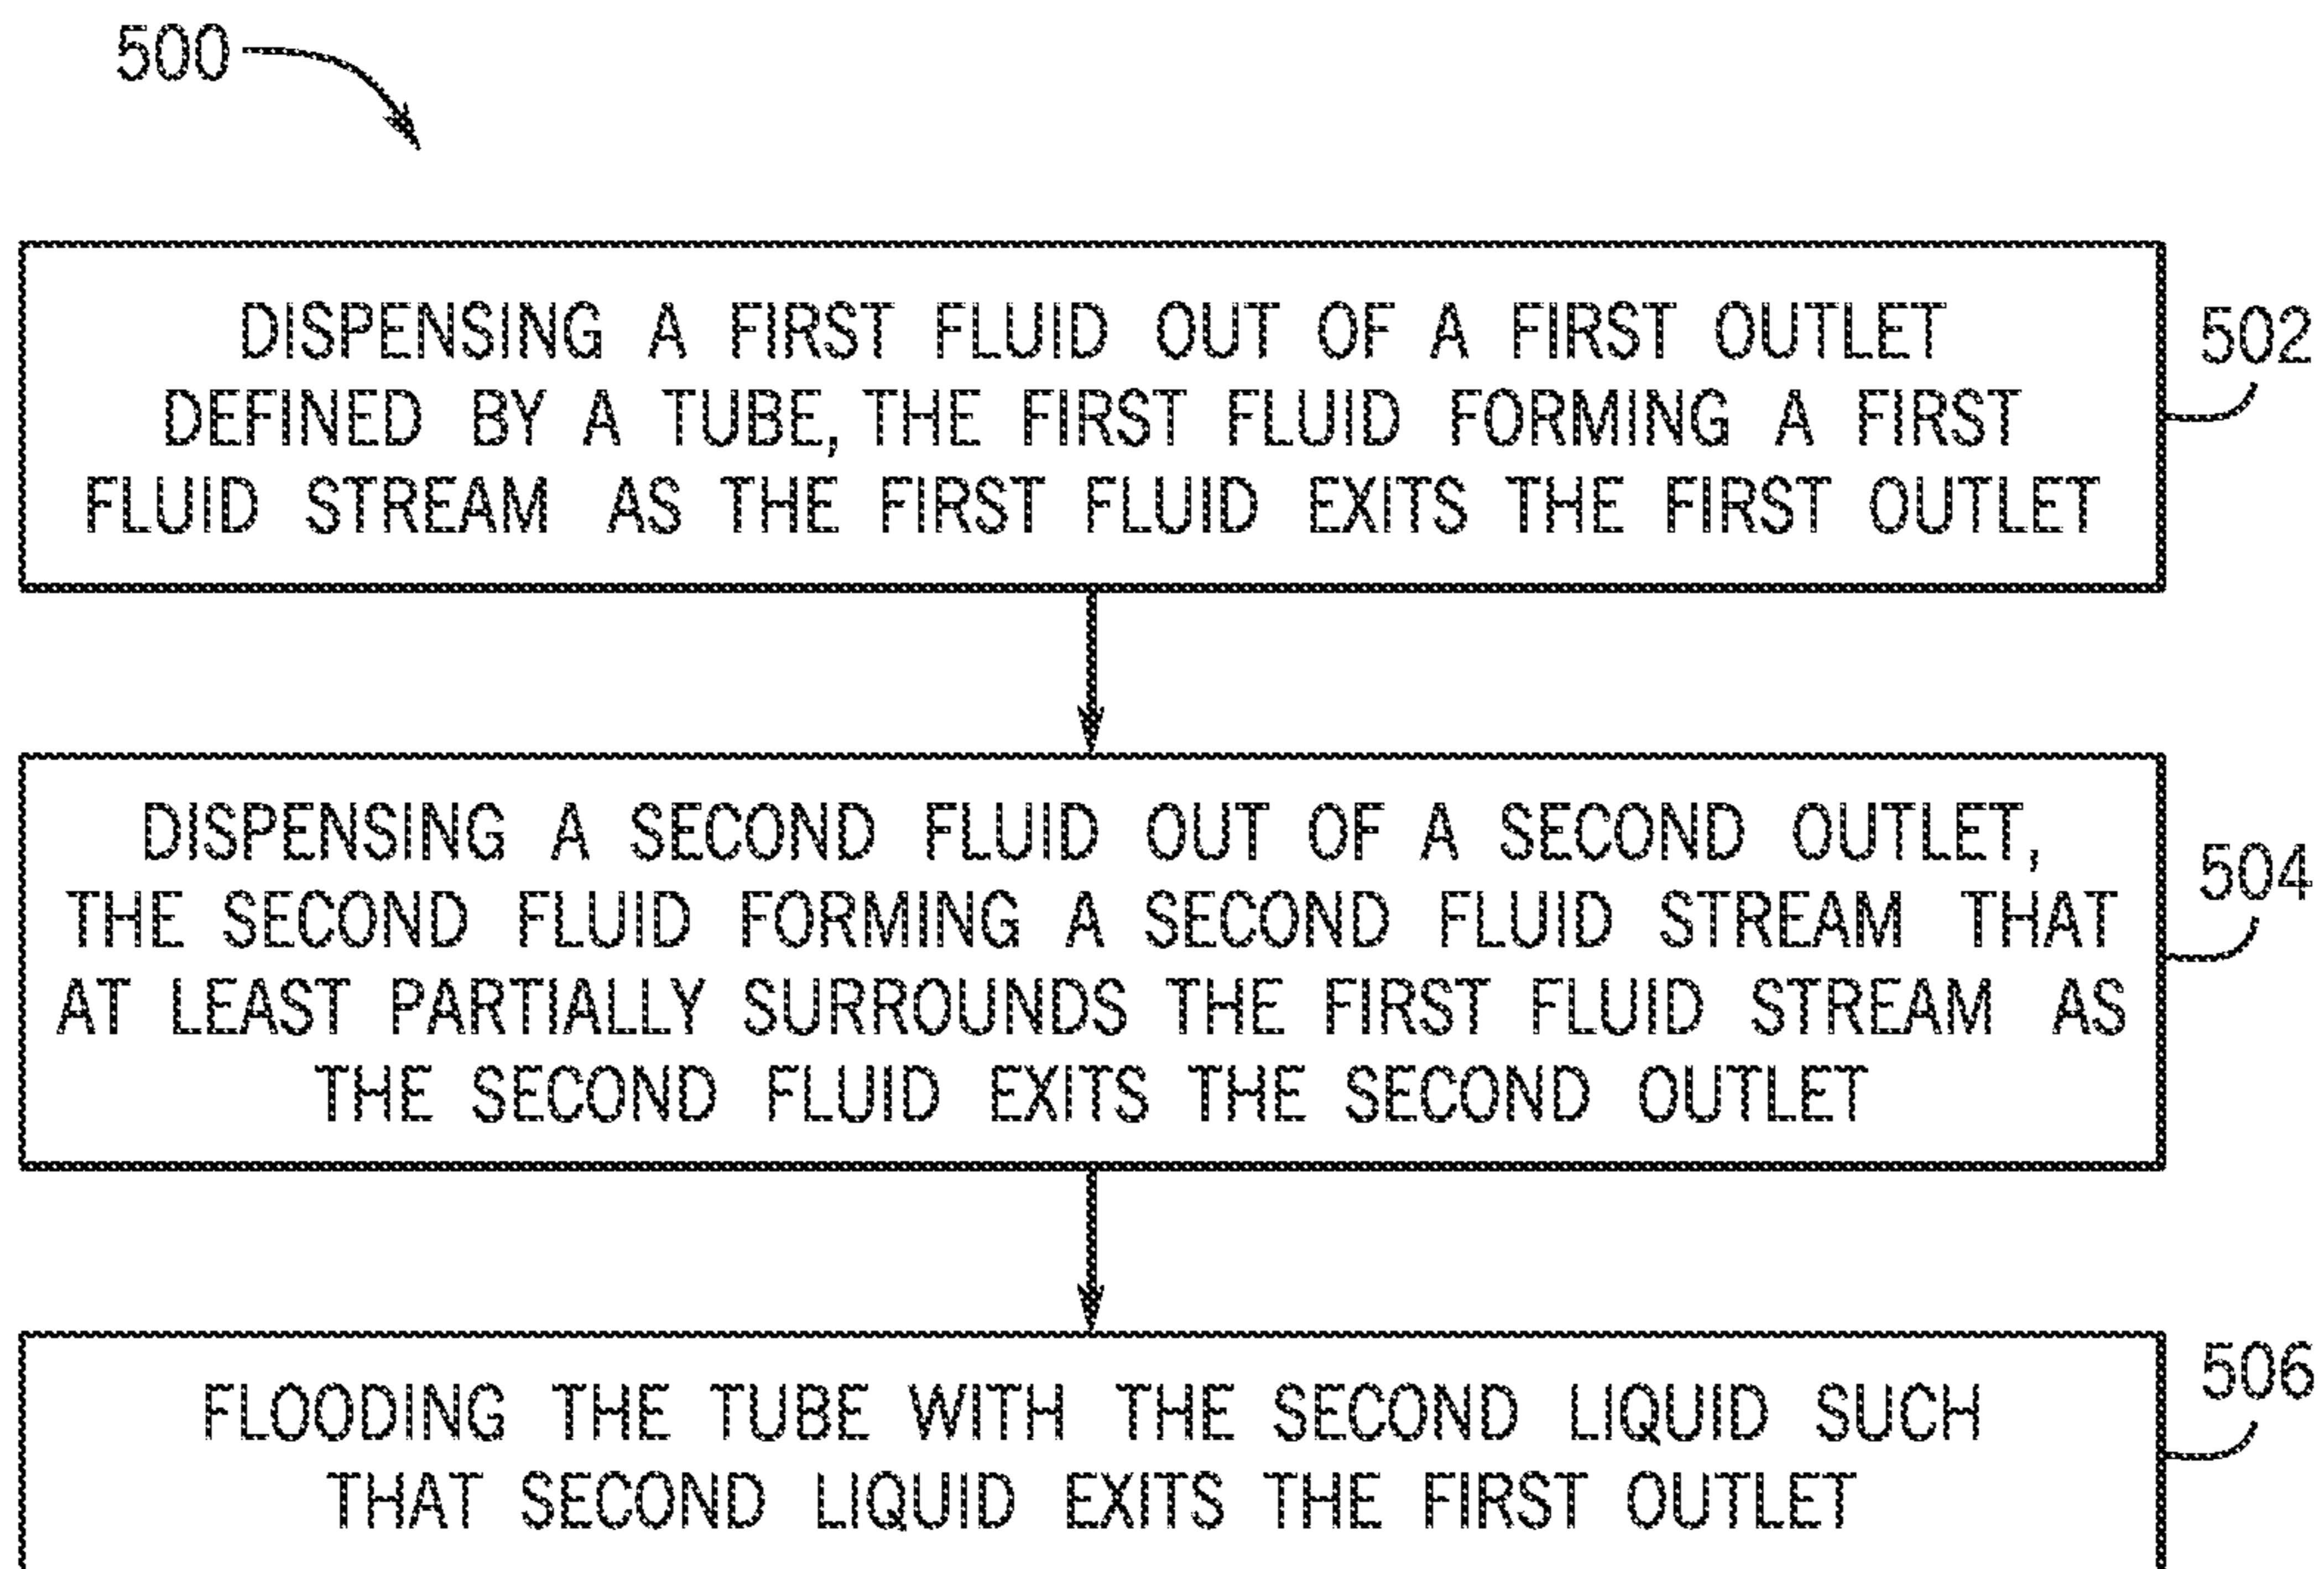 500
DISPENSING A FIRST FLUID OUT OF A FIRST OUTLET
DEFINED BY A TUBE, THE FIRST FLUID FORMING A FIRST
FLUID STREAM AS THE FIRST FLUID EXITS THE FIRST OUTLET
502
DISPENSING A SECOND FLUID OUT OF A SECOND OUTLET,
THE SECOND FLUID FORMING A SECOND FLUID STREAM THAT
AT LEAST PARTIALLY SURROUNDS THE FIRST FLUID STREAM AS
THE SECOND FLUID EXITS THE SECOND OUTLET
504
FLOODING THE TUBE WITH THE SECOND LIQUID SUCH
THAT SECOND LIQUID EXITS THE FIRST OUTLET
506